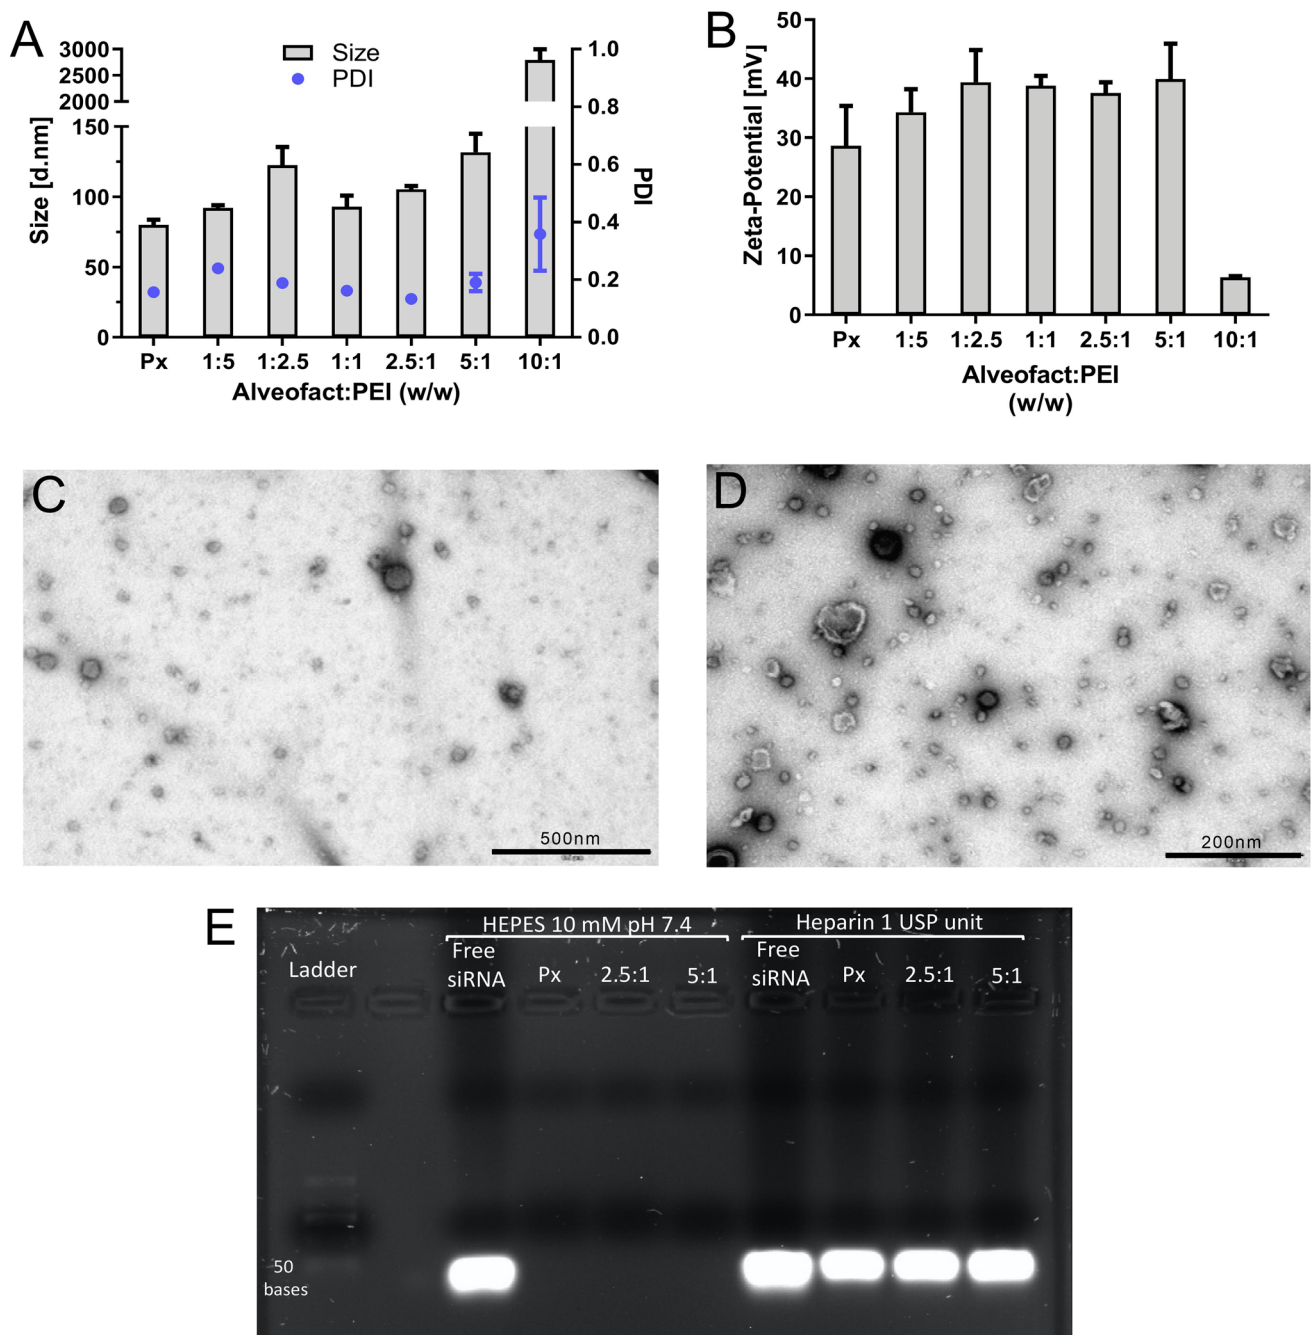 A
3000
2500
2000
150
100
50
0
Size [d.nm]
Size
PDI
1.0
0.8
0.6
0.4
0.2
0.0
PDI
Px 1:5 1:2.5 1:1 2.5:1 5:1 10:1
Alveofact:PEI (w/w)
B
50
40
30
20
10
0
Zeta-Potential [mV]
Px 1:5 1:2.5 1:1 2.5:1 5:1 10:1
Alveofact:PEI
(w/w)
C
500nm
D
200nm
E
HEPES 10 mM pH 7.4
Heparin 1 USP unit
Ladder
Free
siRNA
Px
2.5:1
5:1
Free
siRNA
Px
2.5:1
5:1
50
bases